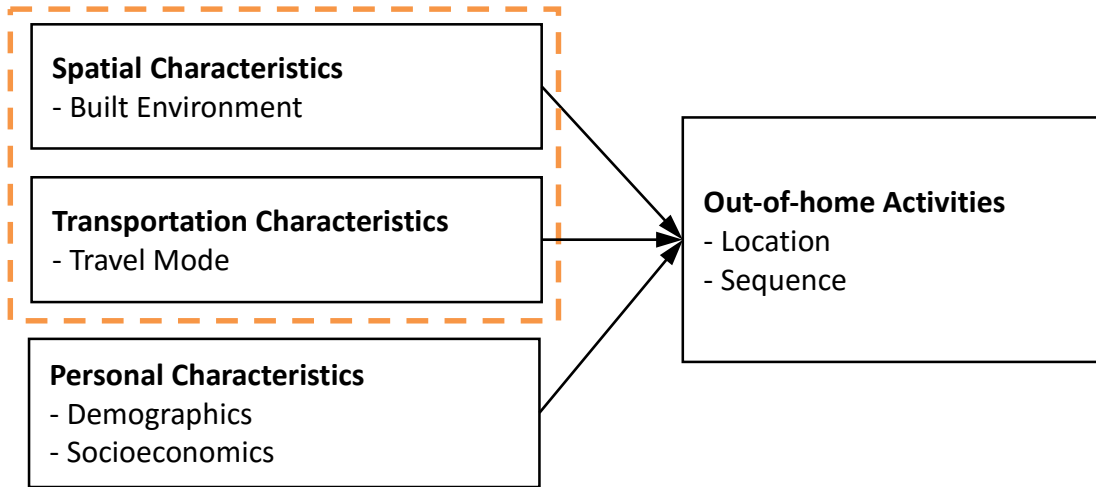 Spatial Characteristics
- Built Environment
Transportation Characteristics
- Travel Mode
Personal Characteristics
- Demographics
- Socioeconomics
Out-of-home Activities
- Location
- Sequence